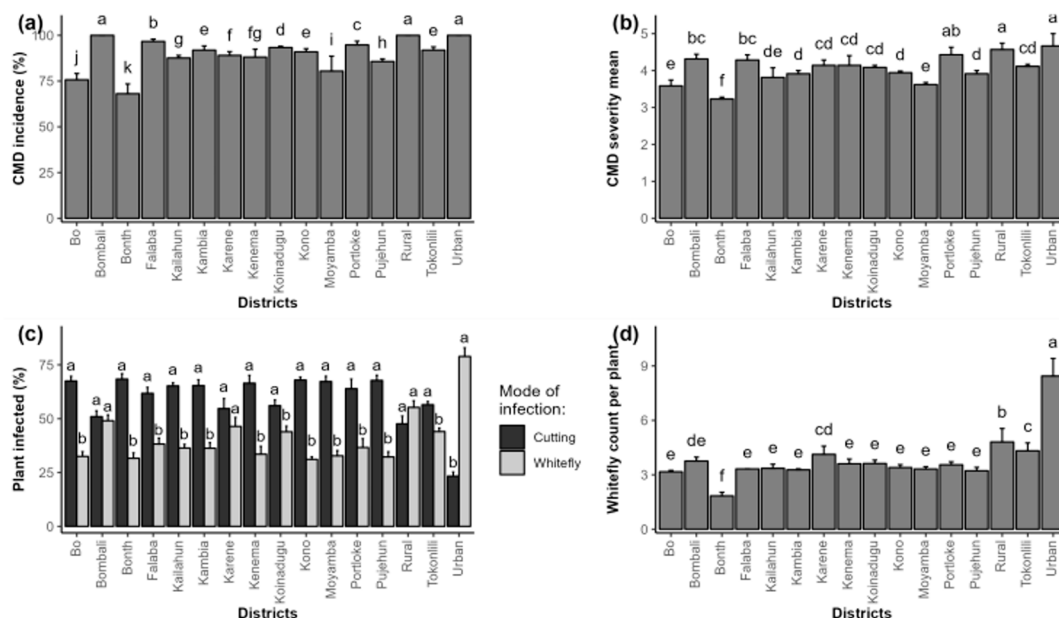 (a)
CMD incidence (%)
100
75
50
25
0
j a k b g e f fg d e i c h a e a
Bo Bombali Bonth Falaba Kailahun Kambia Karene Kenema Koinadugu Kono Moyamba Portloke Pujehun Rural Tokonlili Urban
Districts
(b)
CMD severity mean
5
4
3
2
1
0
e bc f bc de d cd cd cd d e ab d a cd a
Bo Bombali Bonth Falaba Kailahun Kambia Karene Kenema Koinadugu Kono Moyamba Portloke Pujehun Rural Tokonlili Urban
Districts
(c)
Plant infected (%)
75
50
25
0
a b a a a b a b a b a b a a a b a b a b a b a b a b a a a b b a
Bo Bombali Bonth Falaba Kailahun Kambia Karene Kenema Koinadugu Kono Moyamba Portloke Pujehun Rural Tokonlili Urban
Districts
Mode of
infection:
Cutting
Whitefly
(d)
Whitefly count per plant
9
6
3
0
e de f e e e cd e e e e e e b c a
Bo Bombali Bonth Falaba Kailahun Kambia Karene Kenema Koinadugu Kono Moyamba Portloke Pujehun Rural Tokonlili Urban
Districts